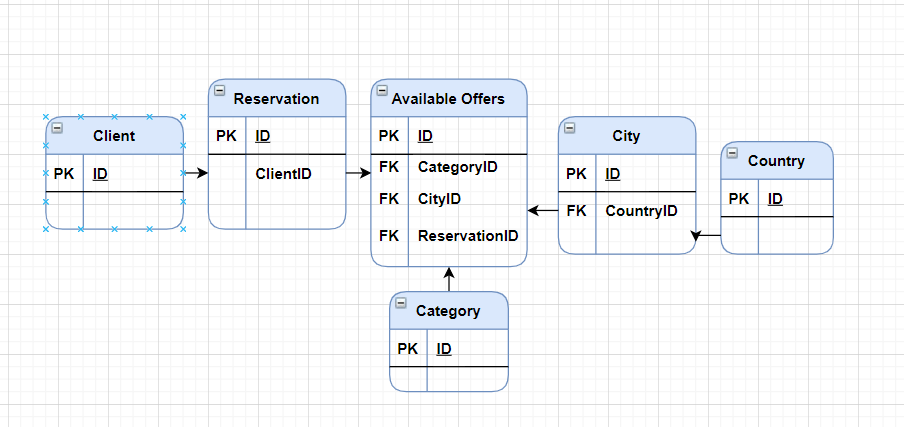 Client
PK ID
Reservation
PK ID
ClientID
Available Offers
PK ID
FK CategoryID
FK CityID
FK ReservationID
City
PK ID
FK CountryID
Country
PK ID
Category
PK ID